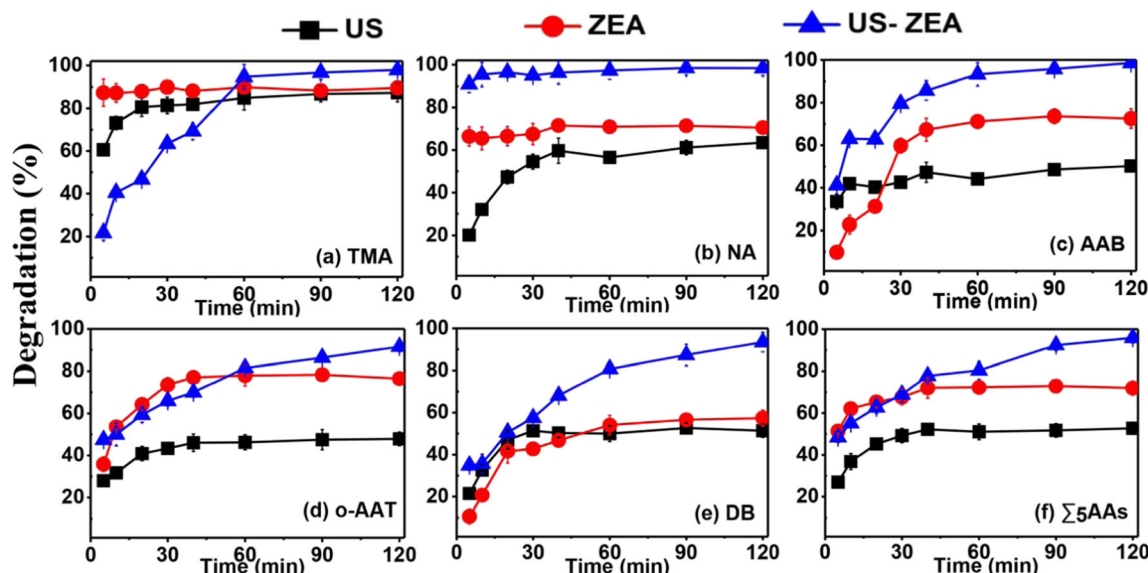 US ZEA US- ZEA
Degradation (%)
100
80
60
40
20
(a) TMA
0 30 60 90 120
Time (min)
100
80
60
40
20
(b) NA
0 30 60 90 120
Time (min)
100
80
60
40
20
0
(c) AAB
0 30 60 90 120
Time (min)
100
80
60
40
20
(d) o-AAT
0 30 60 90 120
Time (min)
100
80
60
40
20
(e) DB
0 30 60 90 120
Time (min)
100
80
60
40
20
(f) ∑5AAs
0 30 60 90 120
Time (min)